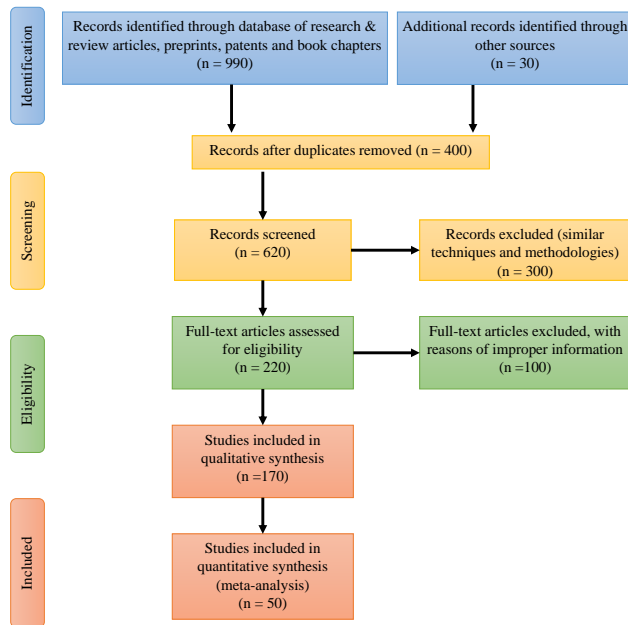 Identification
Records identified through database of research &
review articles, preprints, patents and book chapters
(n = 990)
Additional records identified through
other sources
(n = 30)
Records after duplicates removed (n = 400)
Screening
Records screened
(n = 620)
Records excluded (similar
techniques and methodologies)
(n = 300)
Eligibility
Full-text articles assessed
for eligibility
(n = 220)
Full-text articles excluded, with
reasons of improper information
(n =100)
Studies included in
qualitative synthesis
(n =170)
Included
Studies included in
quantitative synthesis
(meta-analysis)
(n = 50)